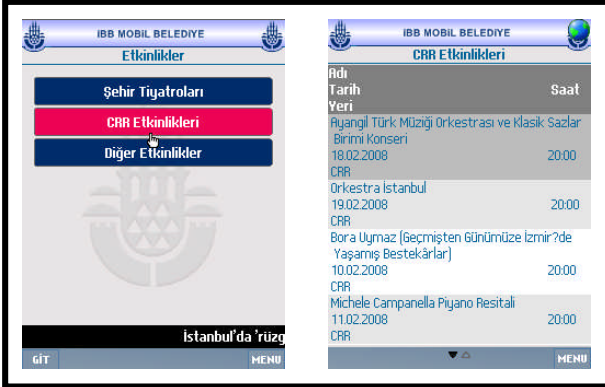 İBB MOBİL BELEDİYE
Etkinlikler
Şehir Tiyatroları
CRR Etkinlikleri
Diğer Etkinlikler
İstanbul'da 'rüzg
GİT MENU
İBB MOBİL BELEDİYE
CRR Etkinlikleri
Adı
Tarih Saat
Yeri
Ayangil Türk Müziği Orkestrası ve Klasik Sazlar
Birimi Konseri
18.02.2008 20:00
CRR
Orkestra İstanbul
19.02.2008 20:00
CRR
Bora Uymaz (Geçmişten Günümüze İzmir?de
Yaşamış Bestekârlar)
10.02.2008 20:00
CRR
Michele Campanella Piyano Resitali
11.02.2008 20:00
CRR
MENU